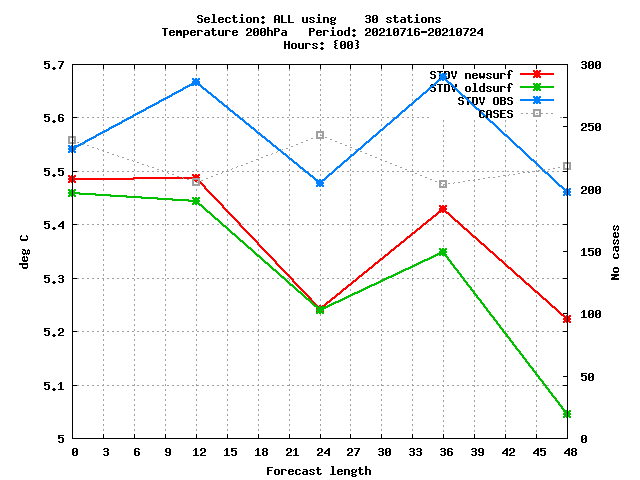 Selection: ALL using    30 stations
Temperature 200hPa   Period: 20210716-20210724
Hours: {00}
STDV newsurf
STDV oldsurf
STDV OBS
CASES
5.7
5.6
5.5
5.4
5.3
5.2
5.1
5
300
250
200
150
100
50
0
deg C
No cases
0 3 6 9 12 15 18 21 24 27 30 33 36 39 42 45 48
Forecast length